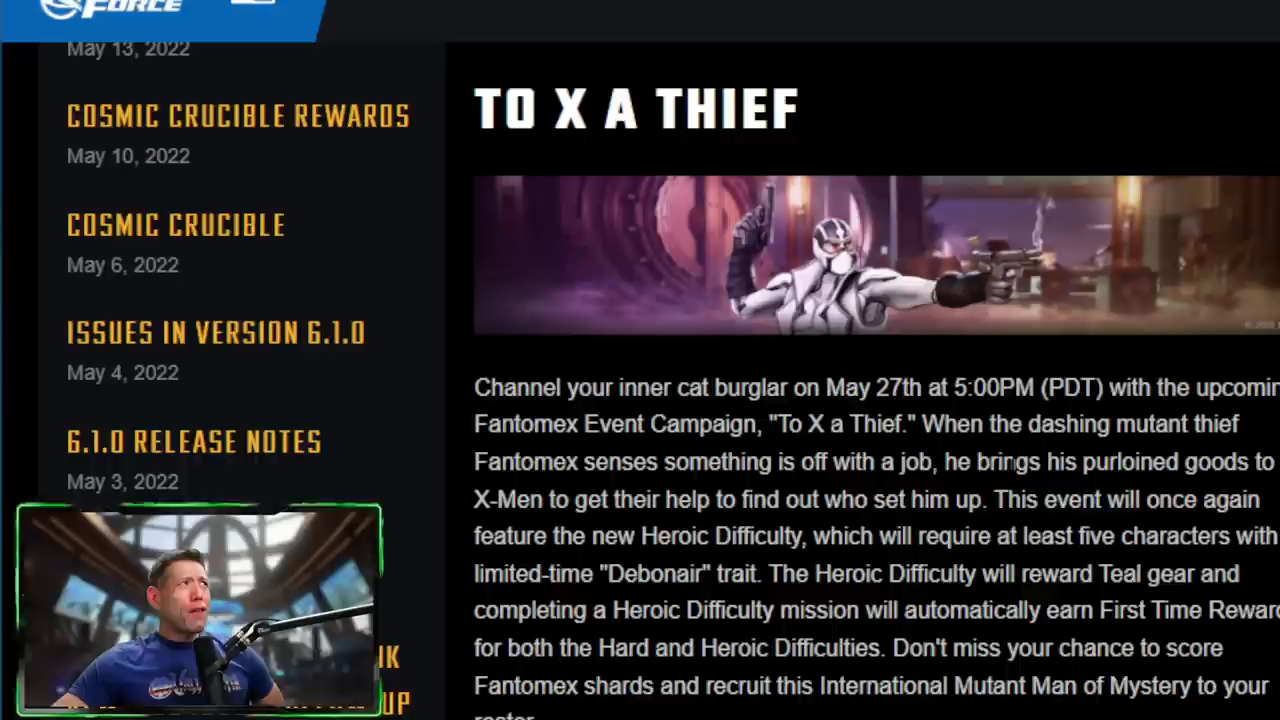 FORCE
May 13, 2022
COSMIC CRUCIBLE REWARDS
May 10, 2022
COSMIC CRUCIBLE
May 6, 2022
ISSUES IN VERSION 6.1.0
May 4, 2022
6.1.0 RELEASE NOTES
May 3, 2022
TO X A THIEF
Channel your inner cat burglar on May 27th at 5:00PM (PDT) with the upcomin
Fantomex Event Campaign, "To X a Thief." When the dashing mutant thief
Fantomex senses something is off with a job, he brings his purloined goods to
X-Men to get their help to find out who set him up. This event will once again
feature the new Heroic Difficulty, which will require at least five characters with
limited-time "Debonair" trait. The Heroic Difficulty will reward Teal gear and
completing a Heroic Difficulty mission will automatically earn First Time Rewar
for both the Hard and Heroic Difficulties. Don't miss your chance to score
Fantomex shards and recruit this International Mutant Man of Mystery to your
roster